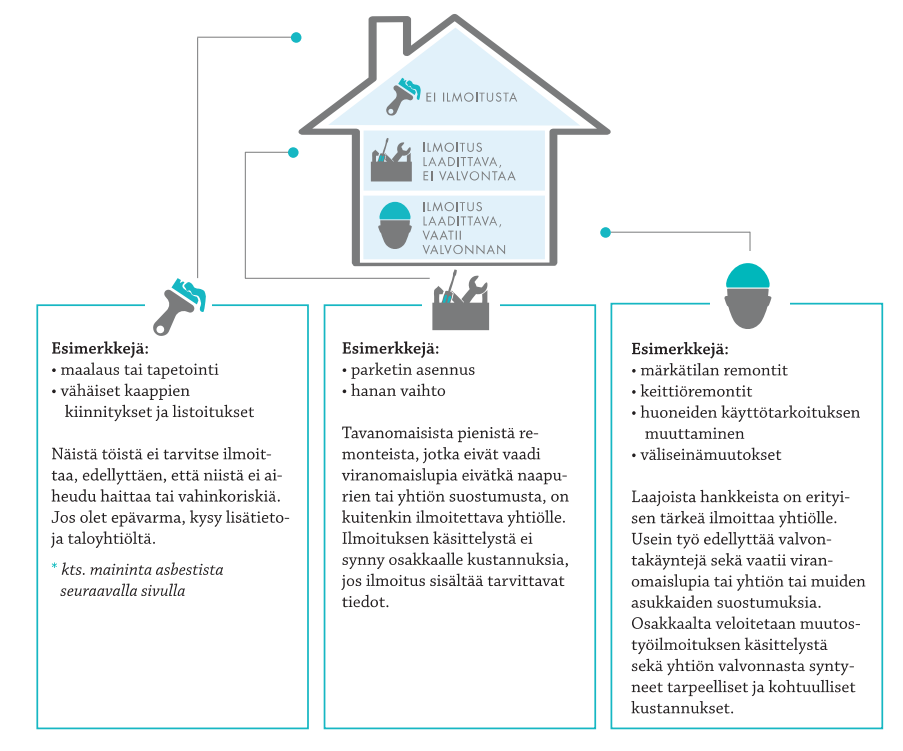 EI ILMOITUSTA
ILMOITUS
LAADITTAVA,
EI VALVONTAA
ILMOITUS
LAADITTAVA,
VAATII
VALVONNAN
Esimerkkejä:
• maalaus tai tapetointi
• vähäiset kaappien
kiinnitykset ja listoitukset
Näistä töistä ei tarvitse ilmoit-
taa, edellyttäen, että niistä ei ai-
heudu haittaa tai vahinkoriskiä.
Jos olet epävarma, kysy lisätieto-
ja taloyhtiöltä.
* kts. maininta asbestista
seuraavalla sivulla
Esimerkkejä:
• parketin asennus
• hanan vaihto
Tavanomaisista pienistä re-
monteista, jotka eivät vaadi
viranomaislupia eivätkä naapu-
rien tai yhtiön suostumusta, on
kuitenkin ilmoitettava yhtiölle.
Ilmoituksen käsittelystä ei
synny osakkaalle kustannuksia,
jos ilmoitus sisältää tarvittavat
tiedot.
Esimerkkejä:
• märkätilan remontit
• keittiöremontit
• huoneiden käyttötarkoituksen
muuttaminen
• väliseinämuutokset
Laajoista hankkeista on erityi-
sen tärkeä ilmoittaa yhtiölle.
Usein työ edellyttää valvon-
takäyntejä sekä vaatii viran-
omaislupia tai yhtiön tai muiden
asukkaiden suostumuksia.
Osakkaalta veloitetaan muutos-
työilmoituksen käsittelystä
sekä yhtiön valvonnasta synty-
neet tarpeelliset ja kohtuulliset
kustannukset.